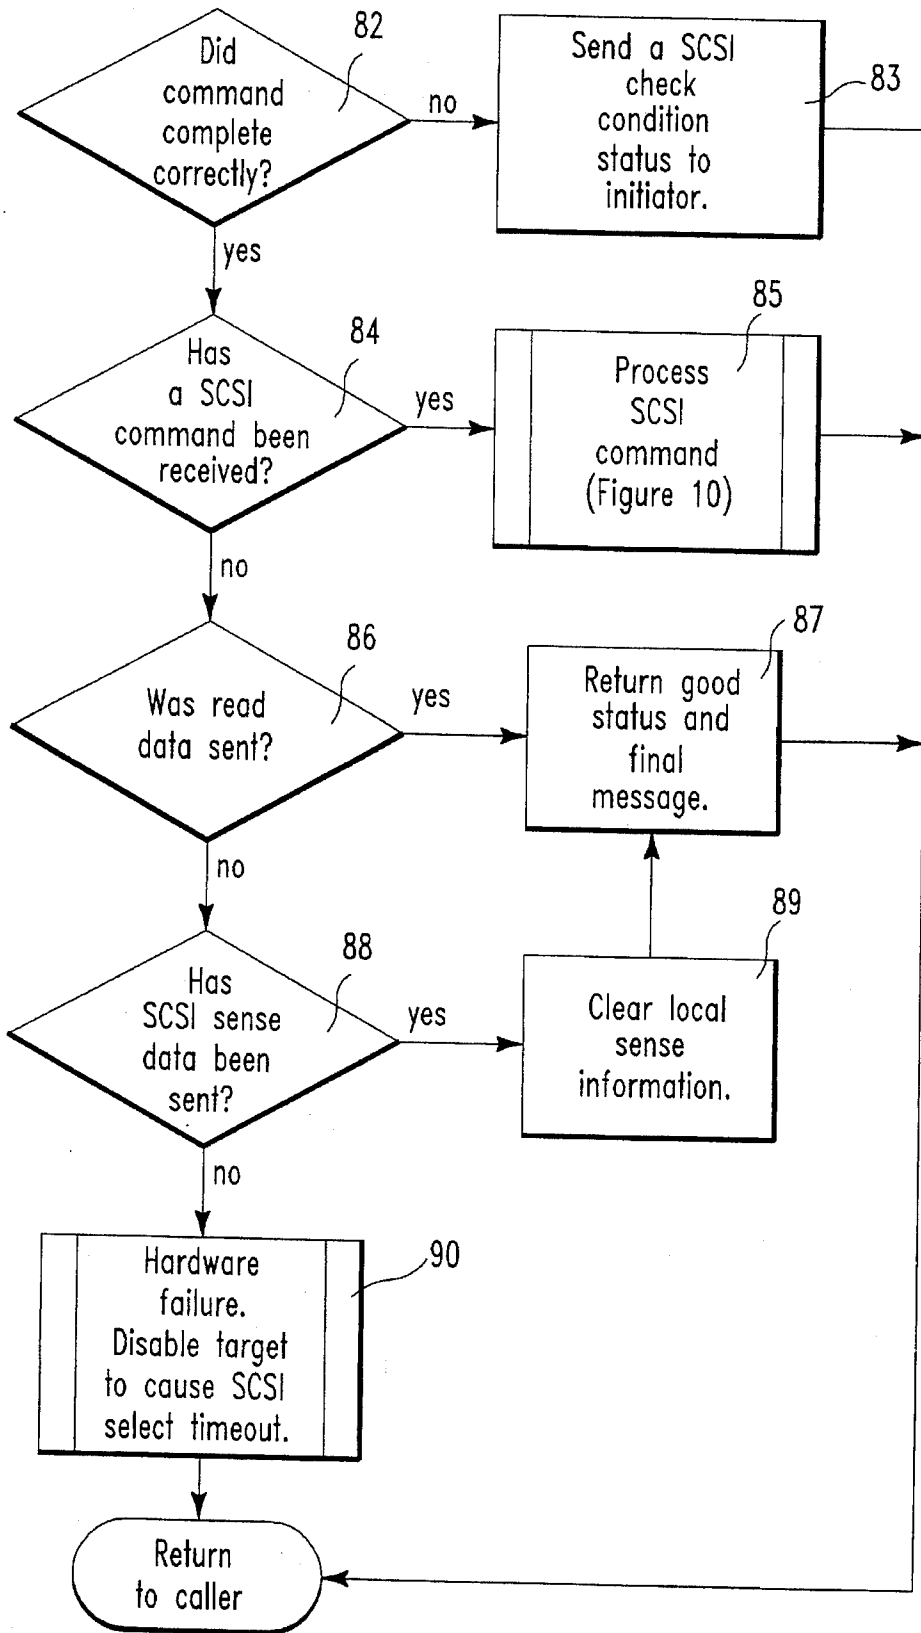 82
Did
command
complete
correctly?
no
Send a SCSI
check
condition
status to
initiator.
83
yes
84
Has
a SCSI
command been
received?
yes
85
Process
SCSI
command
(Figure 10)
no
86
Was read
data sent?
yes
87
Return good
status and
final
message.
no
88
Has
SCSI sense
data been
sent?
yes
89
Clear local
sense
information.
no
90
Hardware
failure.
Disable target
to cause SCSI
select timeout.
Return
to caller